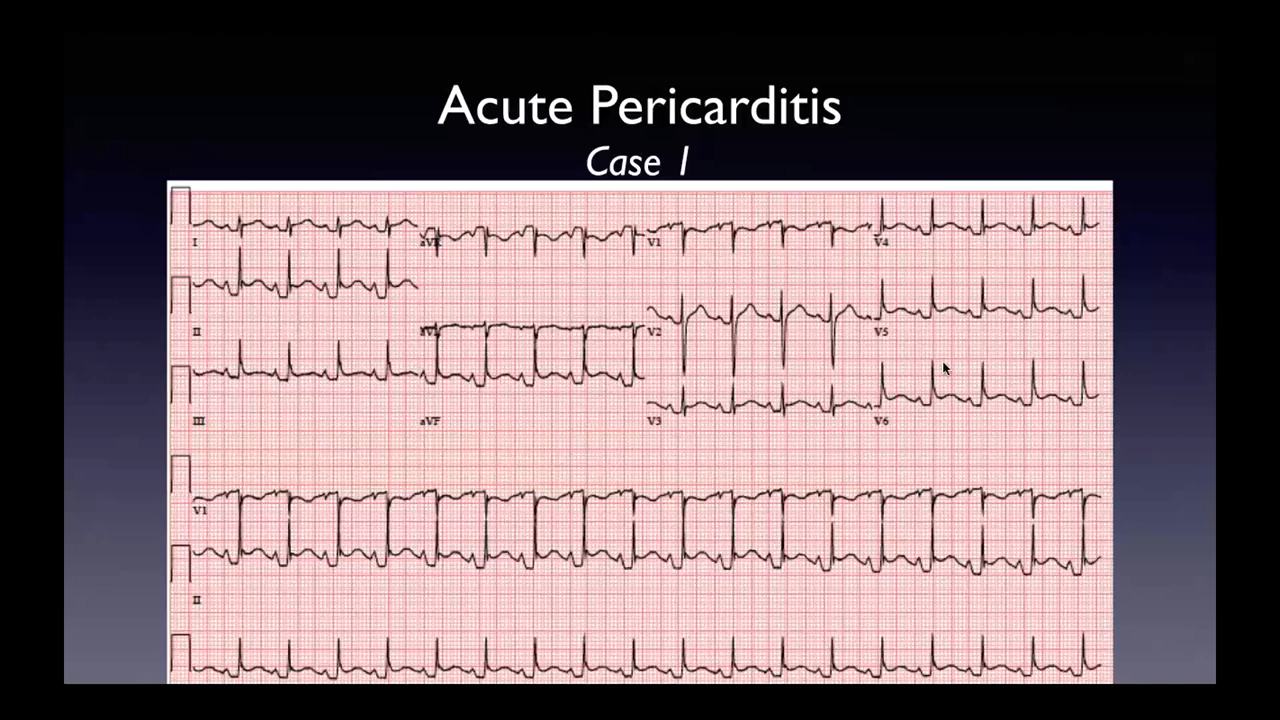 Acute Pericarditis
Case 1
I aVR V1 V4
II aVL V2 V5
III aVF V3 V6
V1
II